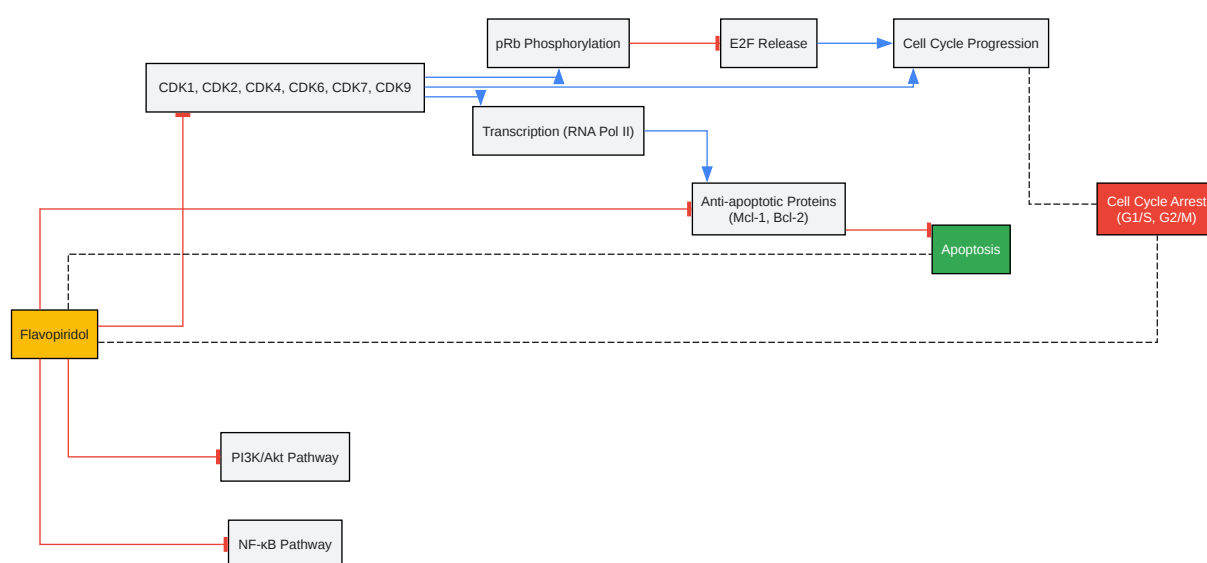 pRb Phosphorylation
E2F Release
Cell Cycle Progression
CDK1, CDK2, CDK4, CDK6, CDK7, CDK9
Transcription (RNA Pol II)
Anti-apoptotic Proteins
(Mcl-1, Bcl-2)
Cell Cycle Arrest
(G1/S, G2/M)
Apoptosis
Flavopiridol
PI3K/Akt Pathway
NF-κB Pathway